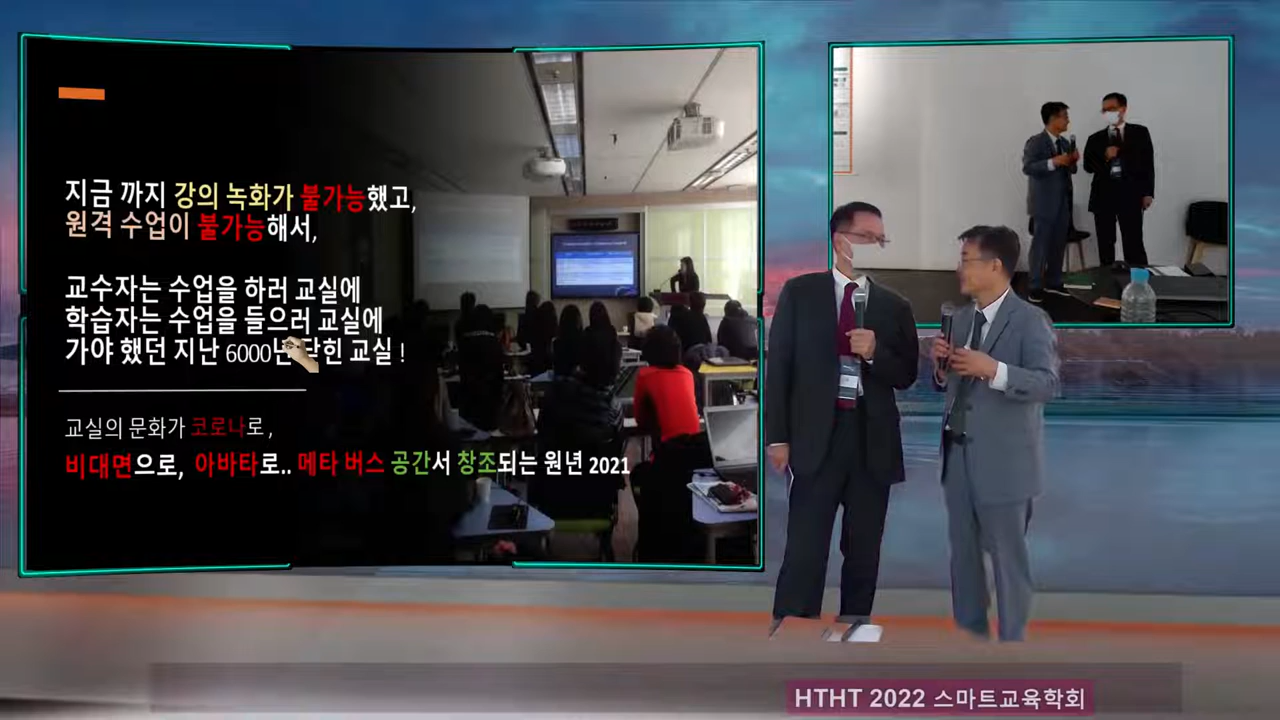 지금 까지 강의 녹화가 불가능했고,
원격 수업이 불가능해서,
교수자는 수업을 하러 교실에
학습자는 수업을 들으러 교실에
가야 했던 지난 6000년 닫힌 교실 !
교실의 문화가 코로나로 ,
비대면으로, 아바타로.. 메타 버스 공간서 창조되는 원년 2021
HTHT 2022 스마트교육학회